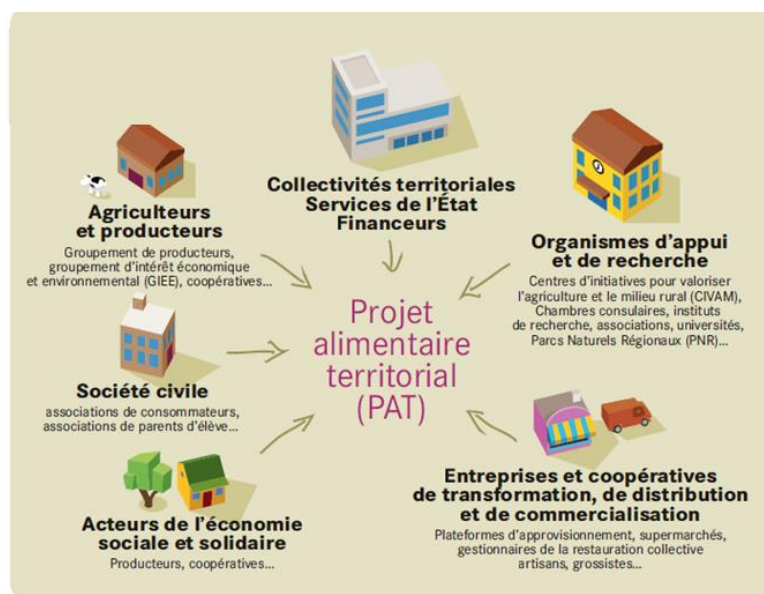 Collectivités territoriales
Services de l'État
Financeurs
Agriculteurs
et producteurs
Groupement de producteurs,
groupement d'intérêt économique
et environnemental (GIEE), coopératives...
Organismes d'appui
et de recherche
Centres d'initiatives pour valoriser
l'agriculture et le milieu rural (CIVAM),
Chambres consulaires, instituts
de recherche, associations, universités,
Parcs Naturels Régionaux (PNR)...
Projet
alimentaire
territorial
(PAT)
Société civile
associations de consommateurs,
associations de parents d'élève...
Acteurs de l'économie
sociale et solidaire
Producteurs, coopératives...
Entreprises et coopératives
de transformation, de distribution
et de commercialisation
Plateformes d'approvisionnement, supermarchés,
gestionnaires de la restauration collective
artisans, grossistes...